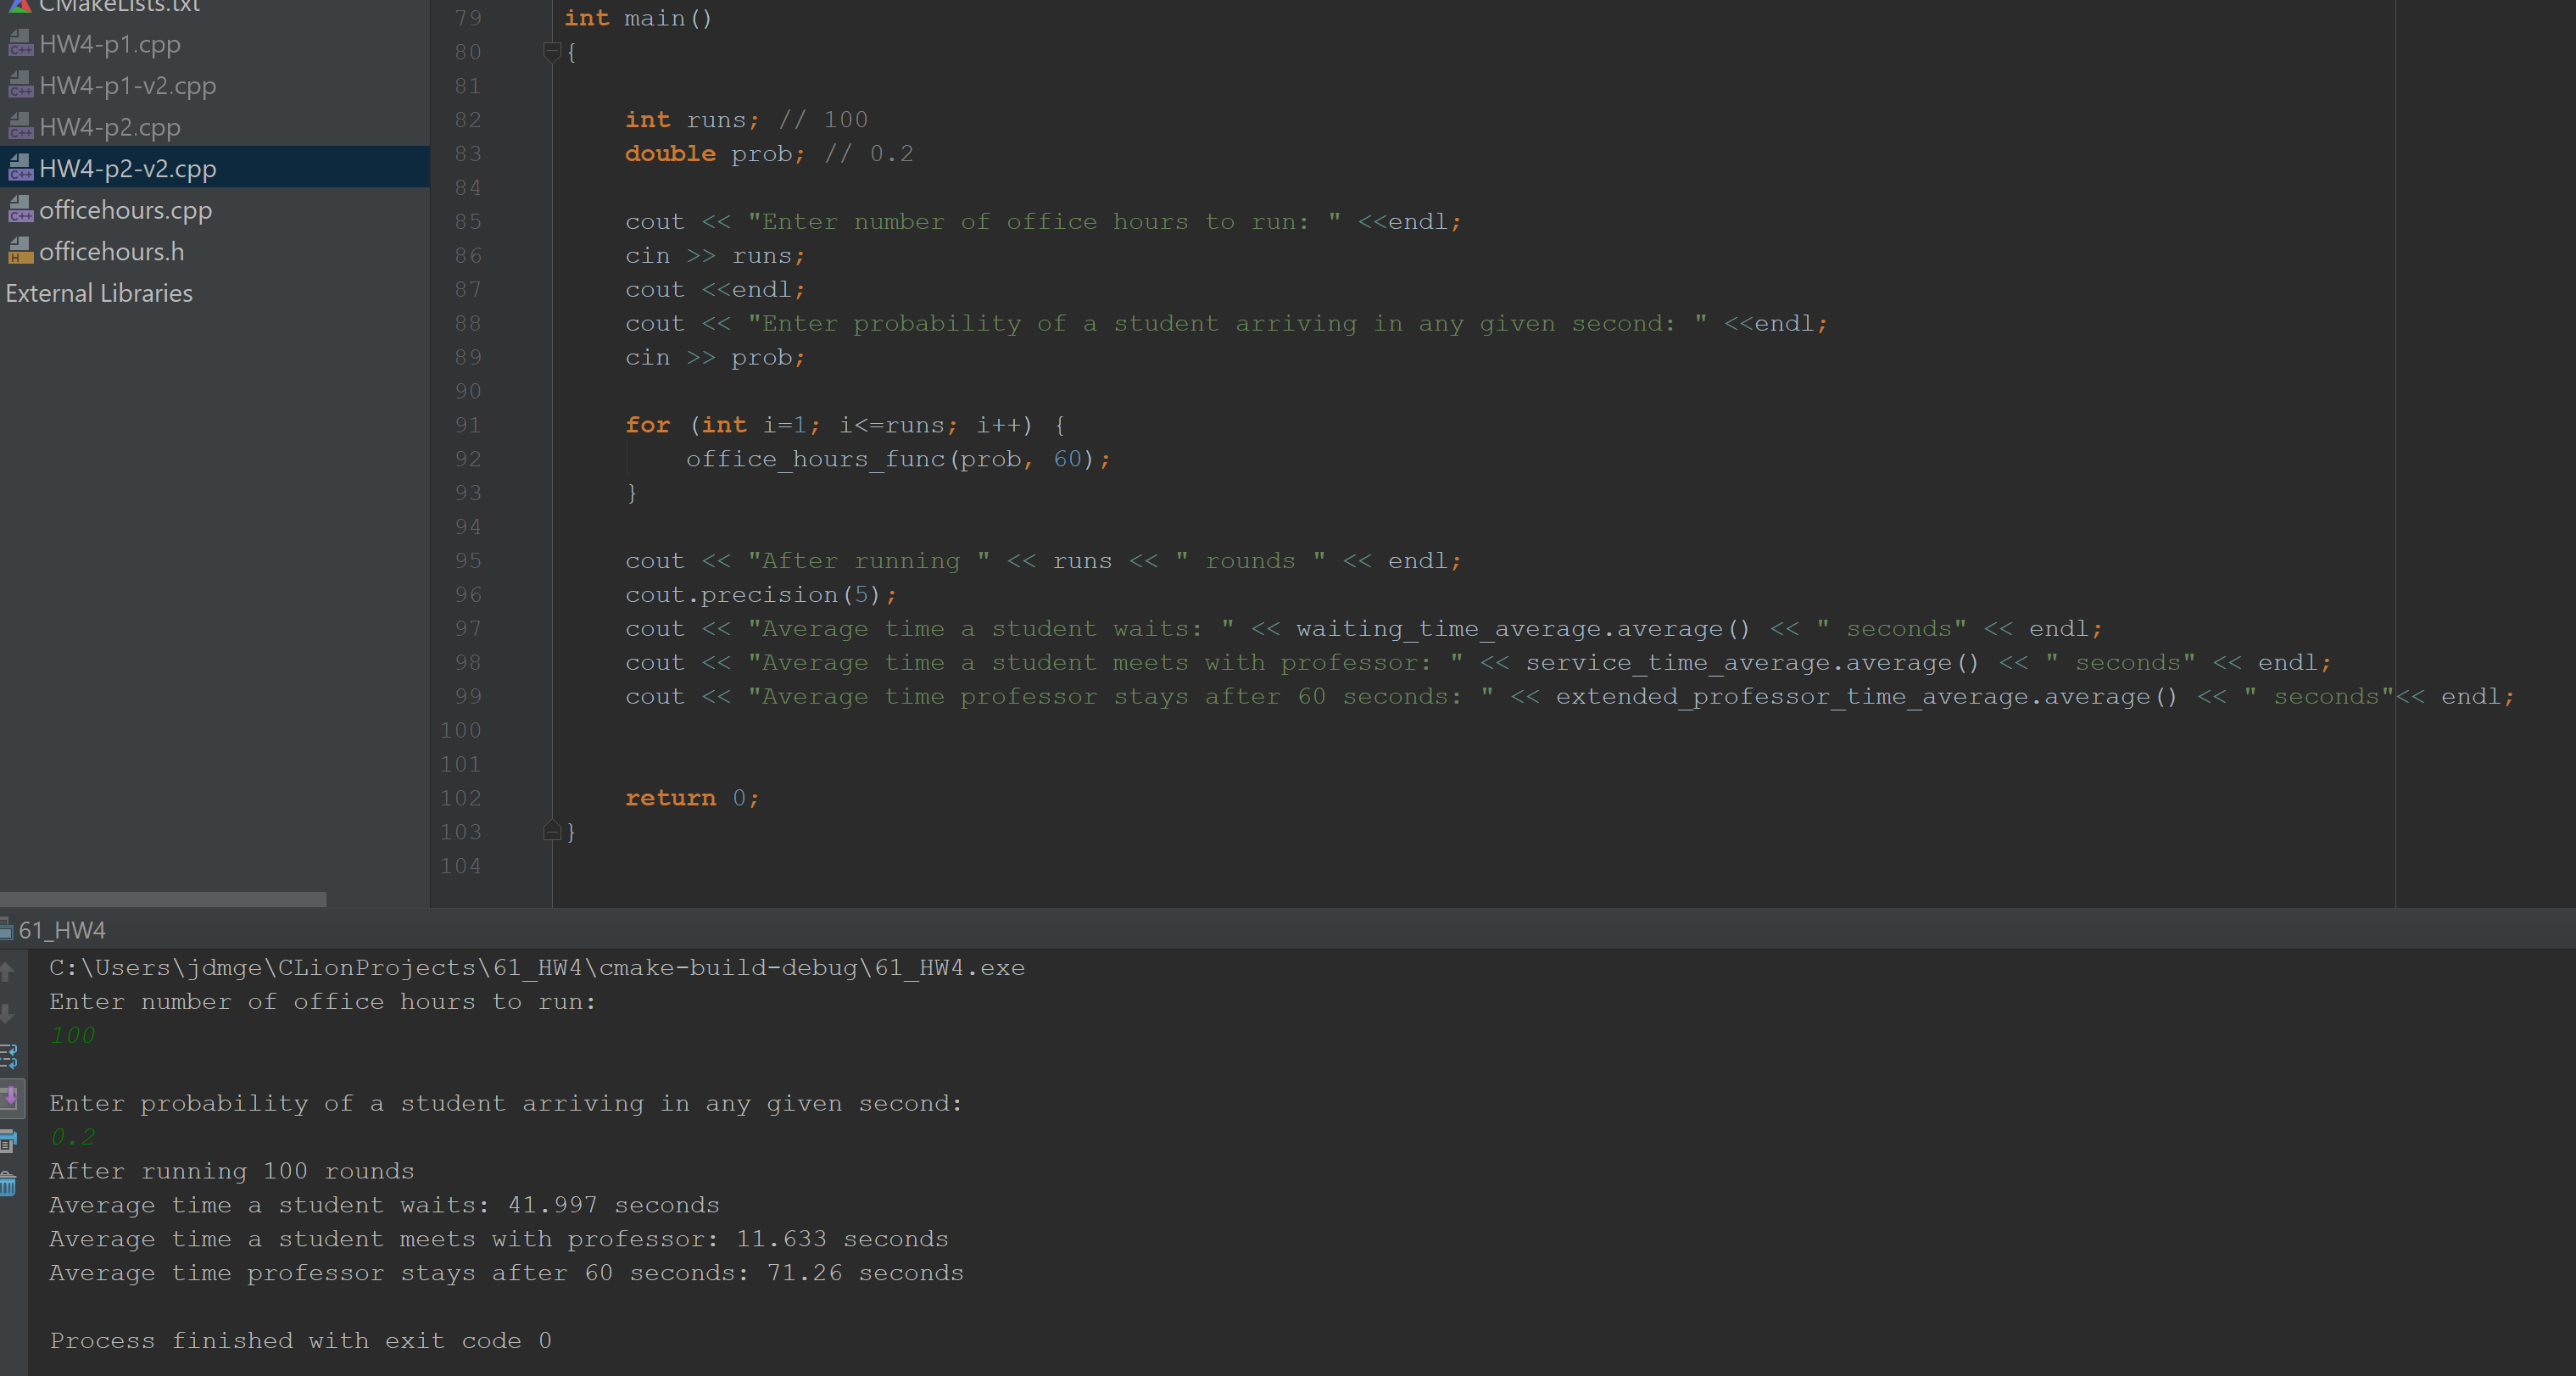 CMakeLists.txt
HW4-p1.cpp
HW4-p1-v2.cpp
HW4-p2.cpp
HW4-p2-v2.cpp
officehours.cpp
officehours.h
External Libraries
79 int main()
80 {
81
82 int runs; // 100
83 double prob; // 0.2
84
85 cout << "Enter number of office hours to run: " <<endl;
86 cin >> runs;
87 cout <<endl;
88 cout << "Enter probability of a student arriving in any given second: " <<endl;
89 cin >> prob;
90
91 for (int i=1; i<=runs; i++) {
92 office_hours_func(prob, 60);
93 }
94
95 cout << "After running " << runs << " rounds " << endl;
96 cout.precision(5);
97 cout << "Average time a student waits: " << waiting_time_average.average() << " seconds" << endl;
98 cout << "Average time a student meets with professor: " << service_time_average.average() << " seconds" << endl;
99 cout << "Average time professor stays after 60 seconds: " << extended_professor_time_average.average() << " seconds"<< endl;
100
101
102 return 0;
103 }
104
61_HW4
C:\Users\jdmge\CLionProjects\61_HW4\cmake-build-debug\61_HW4.exe
Enter number of office hours to run:
100
Enter probability of a student arriving in any given second:
0.2
After running 100 rounds
Average time a student waits: 41.997 seconds
Average time a student meets with professor: 11.633 seconds
Average time professor stays after 60 seconds: 71.26 seconds
Process finished with exit code 0